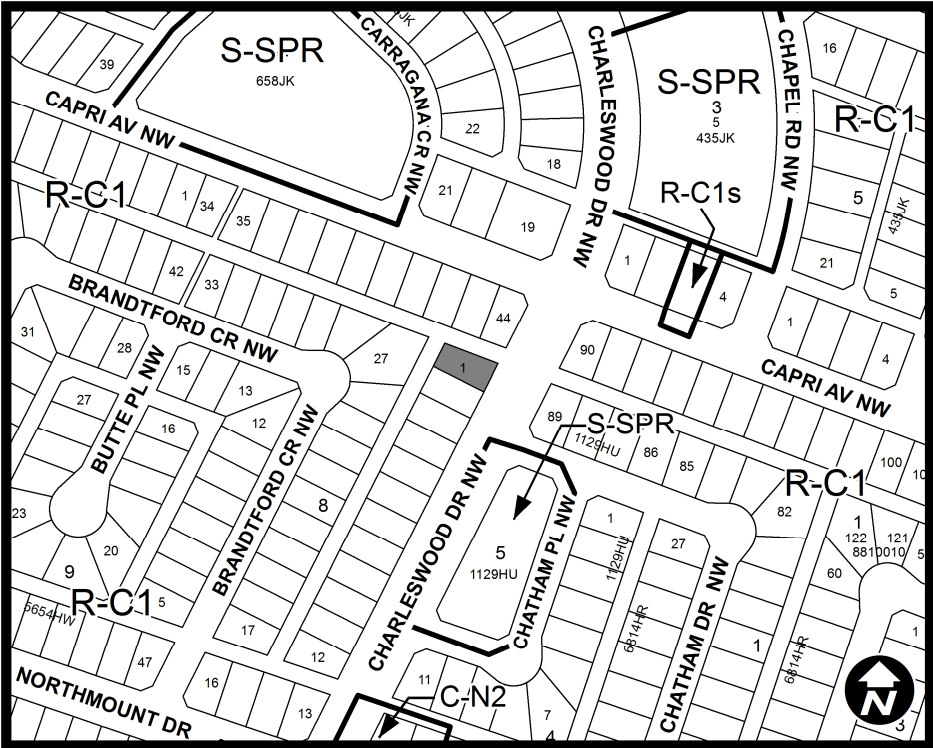 S-SPR
658JK
JK
CARRAGANA CR NW
CHARLESWOOD DR NW
S-SPR
3
5
435JK
CHAPEL RD NW
16
R-C1
39
CAPRI AV NW
22
18
R-C1s
5
435JK
R-C1
1
34
35
21
19
1
4
21
5
42
33
44
1
4
BRANDTFORD CR NW
31
28
BUTTE PL NW
15
13
27
1
90
CAPRI AV NW
27
16
12
BRANDTFORD CR NW
89
S-SPR
1129HU
86
85
100
10
R-C1
8
CHARLESWOOD DR NW
23
20
9
5
1129HU
CHATHAM PL NW
1
1129HU
27
82
1
122
8810010
121
5
60
R-C1
5654HW
5
17
12
47
16
13
NORTHMOUNT DR
11
C-N2
7
4
6814HR
CHATHAM DR NW
1
6814HR
1
N
3